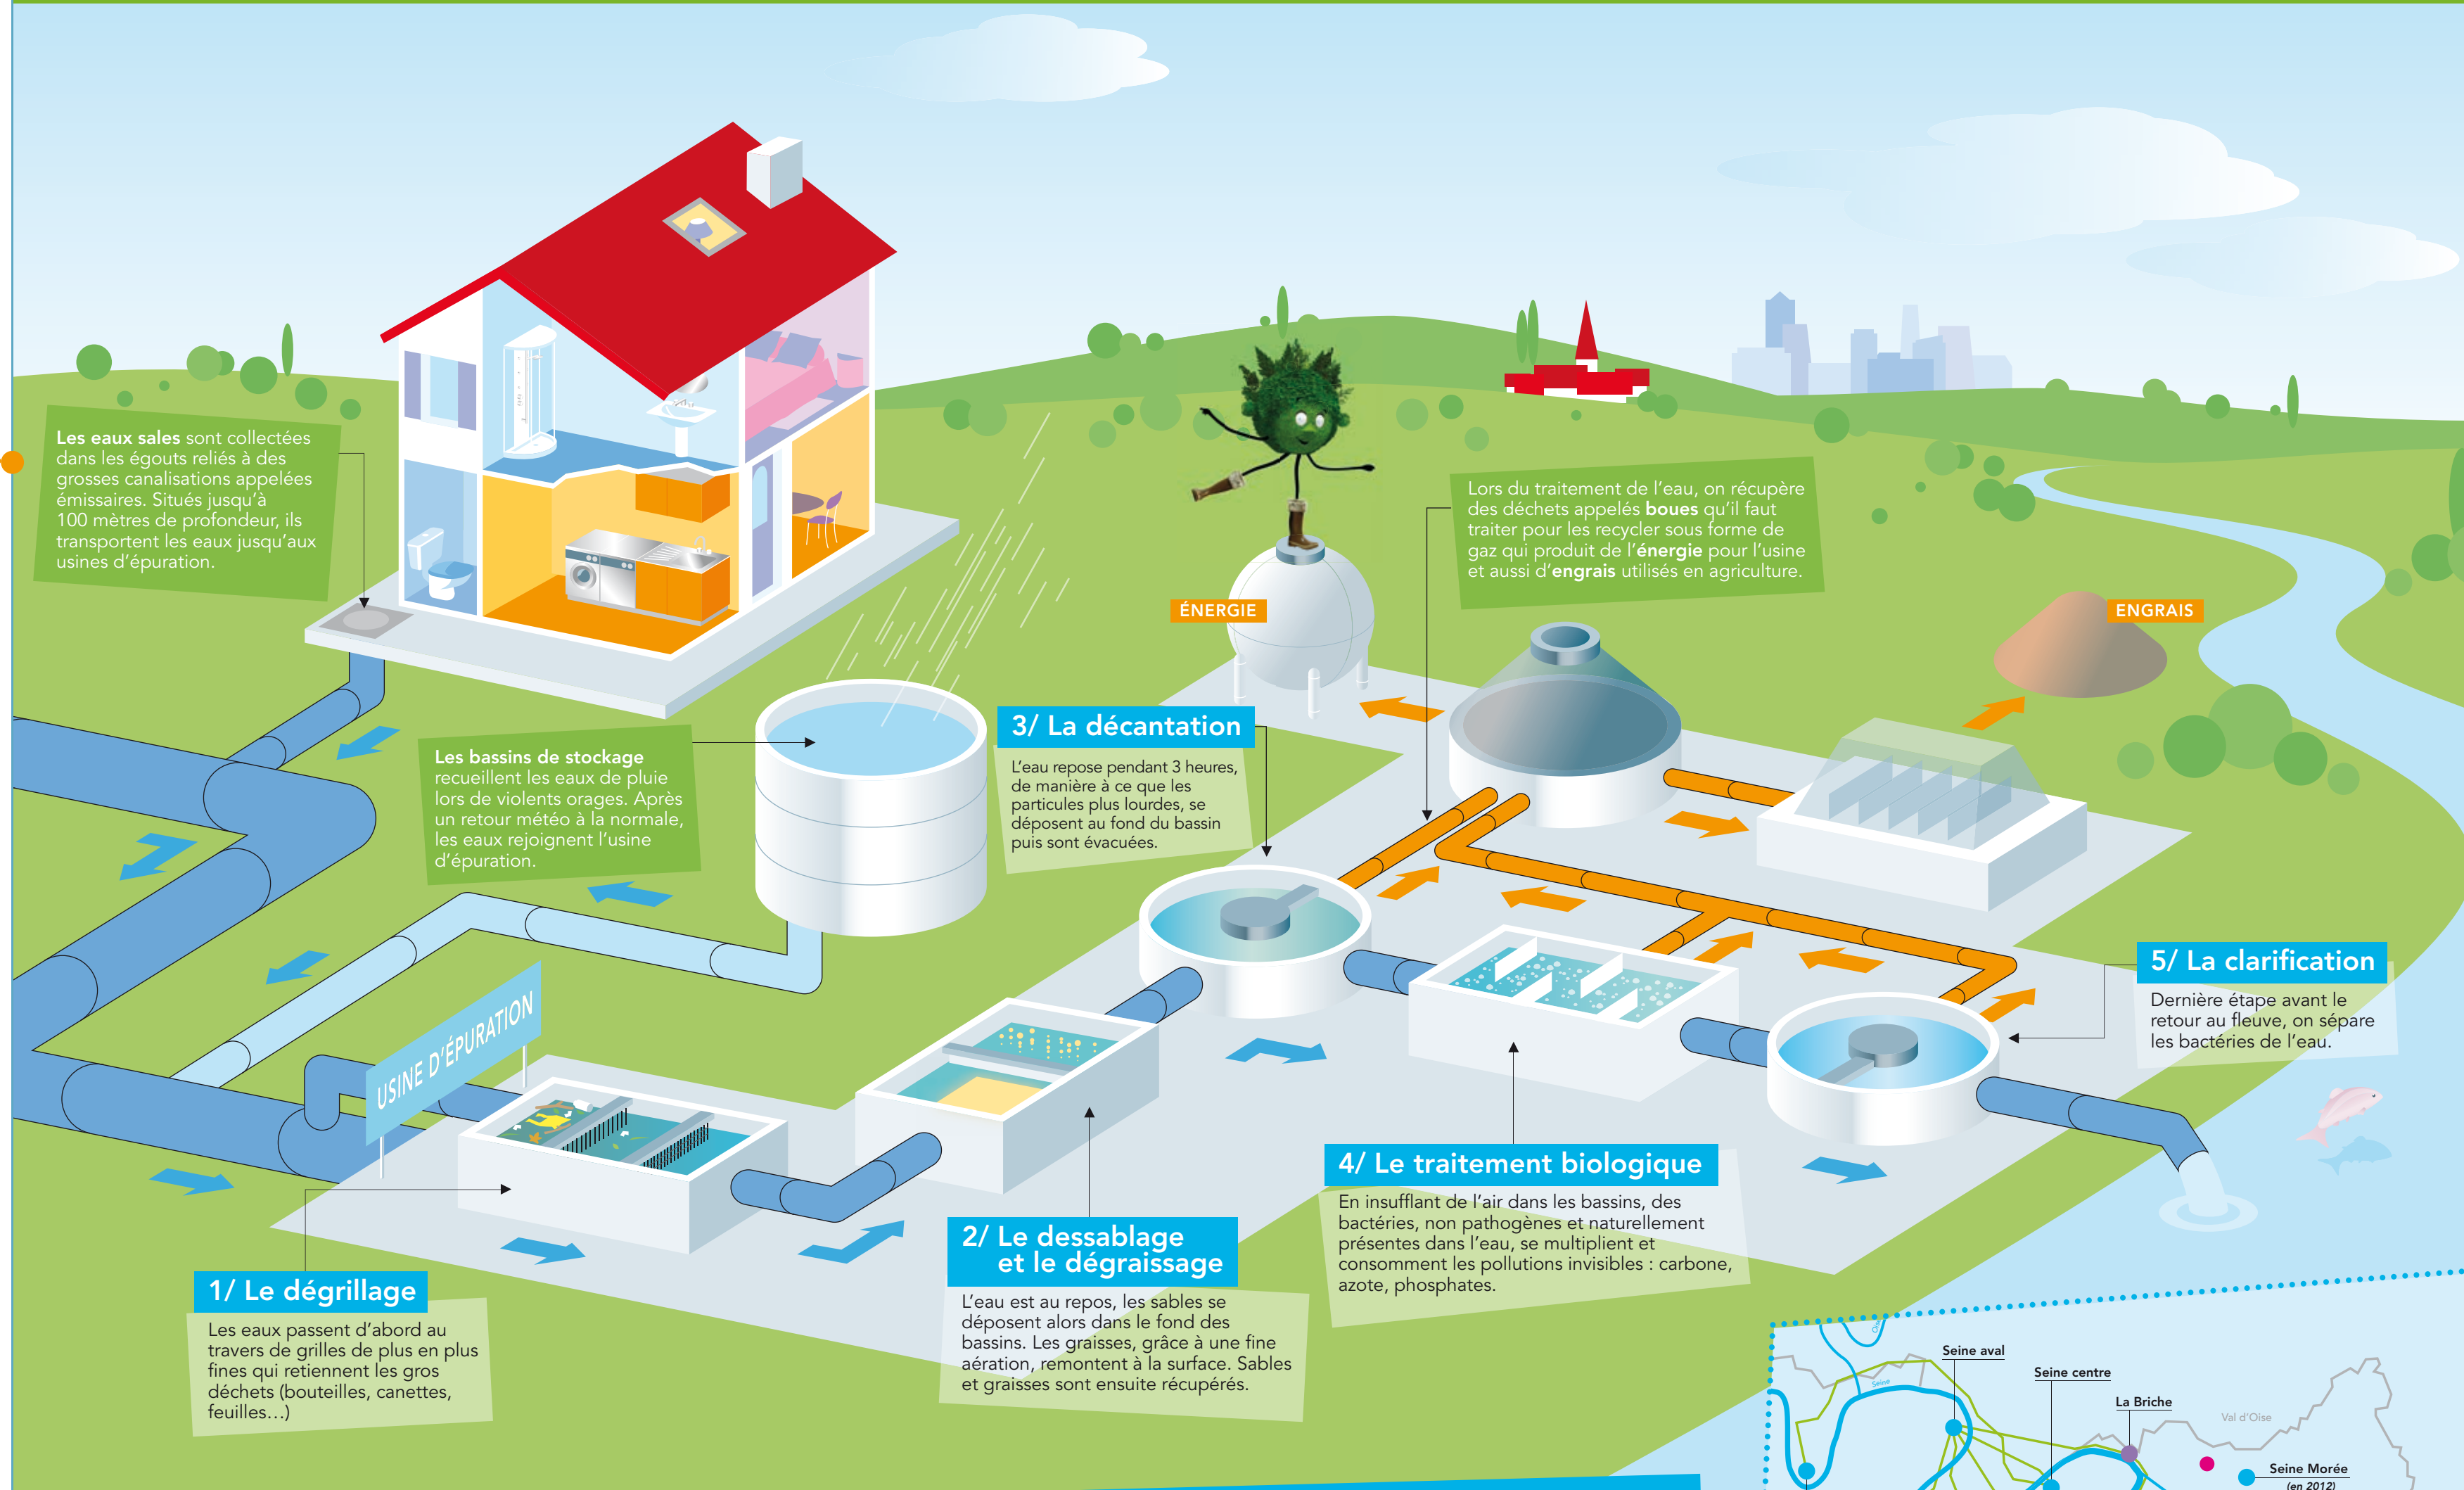 Les eaux sales sont collectées
dans les égouts reliés à des
grosses canalisations appelées
émissaires. Situés jusqu'à
100 mètres de profondeur, ils
transportent les eaux jusqu'aux
usines d'épuration.
Lors du traitement de l'eau, on récupère
des déchets appelés boues qu'il faut
traiter pour les recycler sous forme de
gaz qui produit de l'énergie pour l'usine
et aussi d'engrais utilisés en agriculture.
ÉNERGIE
ENGRAIS
Les bassins de stockage
recueillent les eaux de pluie
lors de violents orages. Après
un retour météo à la normale,
les eaux rejoignent l'usine
d'épuration.
3/ La décantation
L'eau repose pendant 3 heures,
de manière à ce que les
particules plus lourdes, se
déposent au fond du bassin
puis sont évacuées.
5/ La clarification
Dernière étape avant le
retour au fleuve, on sépare
les bactéries de l'eau.
USINE D'ÉPURATION
4/ Le traitement biologique
En insufflant de l'air dans les bassins, des
bactéries, non pathogènes et naturellement
présentes dans l'eau, se multiplient et
consomment les pollutions invisibles : carbone,
azote, phosphates.
2/ Le dessablage
et le dégraissage
L'eau est au repos, les sables se
déposent alors dans le fond des
bassins. Les graisses, grâce à une fine
aération, remontent à la surface. Sables
et graisses sont ensuite récupérés.
1/ Le dégrillage
Les eaux passent d'abord au
travers de grilles de plus en plus
fines qui retiennent les gros
déchets (bouteilles, canettes,
feuilles…)
Seine aval
Seine centre
Seine
La Briche
Val d'Oise
Seine Morée
(en 2012)